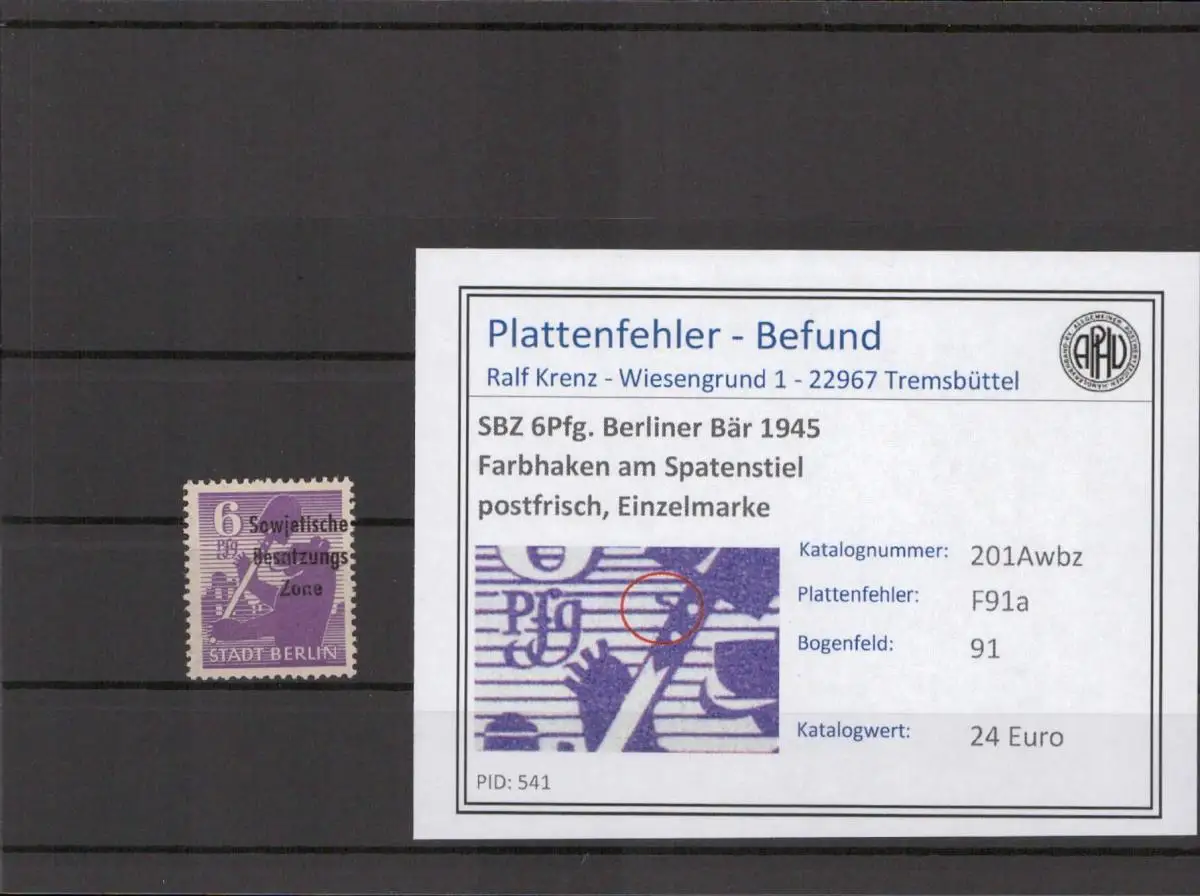 6
Pfg
Sowjetische
Besatzungs
Zone
STADT BERLIN
Plattenfehler - Befund
Ralf Krenz - Wiesengrund 1 - 22967 Tremsbüttel
APHV
SBZ 6Pfg. Berliner Bär 1945
Farbhaken am Spatenstiel
postfrisch, Einzelmarke
Pfg
Katalognummer: 201Awbz
Plattenfehler: F91a
Bogenfeld: 91
Katalogwert: 24 Euro
PID: 541